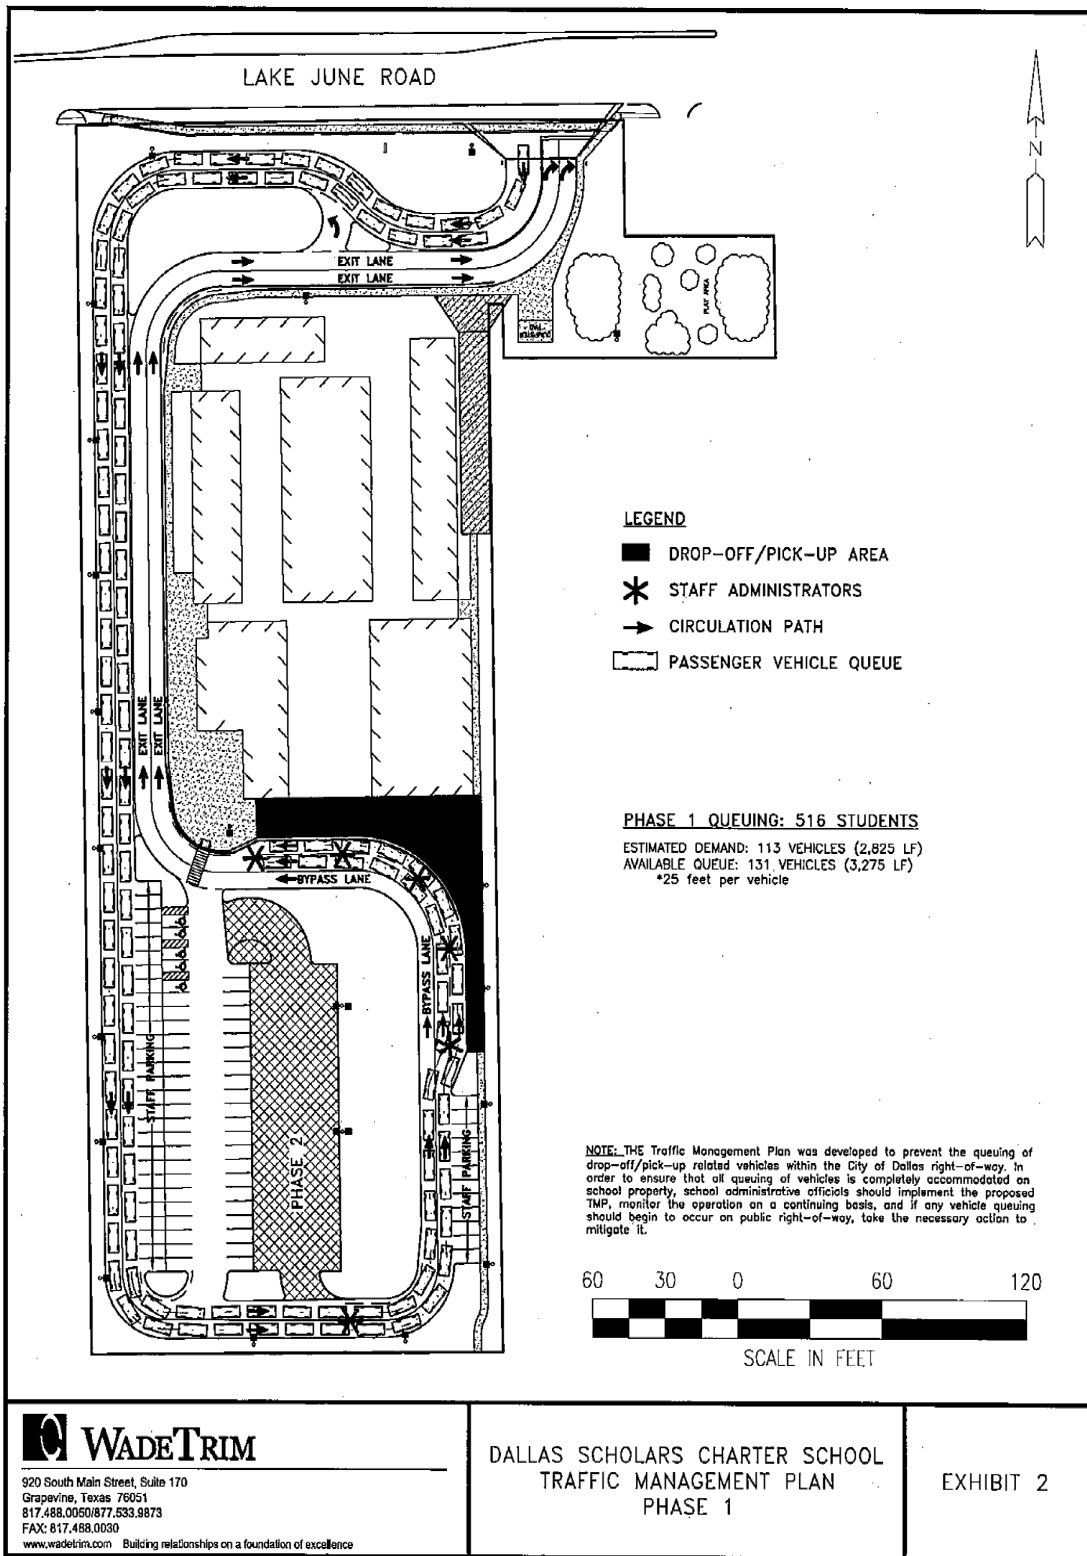 LAKE JUNE ROAD
N
EXIT LANE
EXIT LANE
PLAY AREA
EXIT LANE
EXIT LANE
BYPASS LANE
BYPASS LANE
STAFF PARKING
PHASE 2
STAFF PARKING
LEGEND
DROP-OFF/PICK-UP AREA
STAFF ADMINISTRATORS
CIRCULATION PATH
PASSENGER VEHICLE QUEUE
PHASE 1 QUEUING: 516 STUDENTS
ESTIMATED DEMAND: 113 VEHICLES (2,825 LF)
AVAILABLE QUEUE: 131 VEHICLES (3,275 LF)
*25 feet per vehicle
NOTE: THE Traffic Management Plan was developed to prevent the queuing of
drop-off/pick-up related vehicles within the City of Dallas right-of-way. In
order to ensure that all queuing of vehicles is completely accommodated on
school property, school administrative officials should implement the proposed
TMP, monitor the operation on a continuing basis, and if any vehicle queuing
should begin to occur on public right-of-way, take the necessary action to
mitigate it.
60 30 0 60 120
SCALE IN FEET
WADETRIM
920 South Main Street, Suite 170
Grapevine, Texas 76051
817.488.0050/877.533.9873
FAX: 817.488.0030
www.wadetrim.com Building relationships on a foundation of excellence
DALLAS SCHOLARS CHARTER SCHOOL
TRAFFIC MANAGEMENT PLAN
PHASE 1
EXHIBIT 2